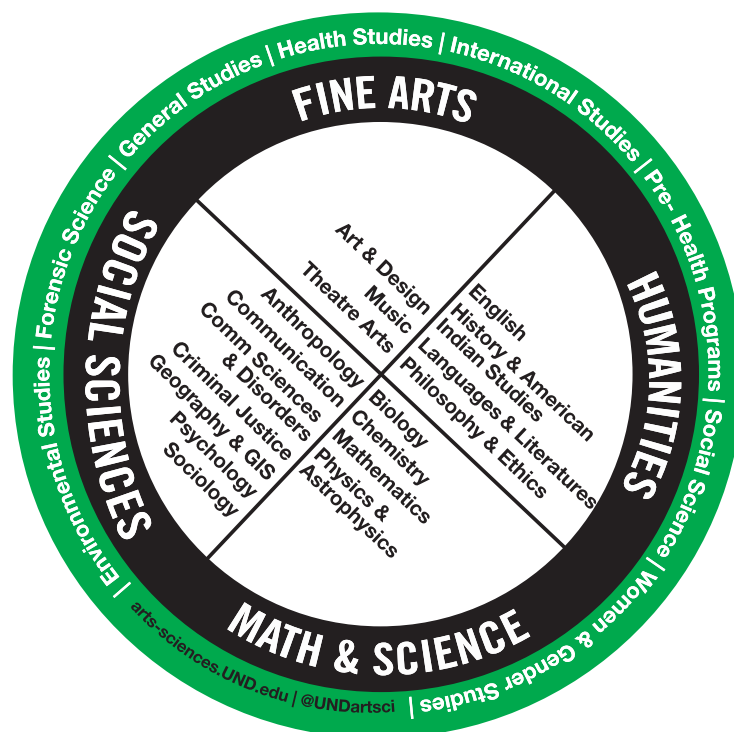 | Environmental Studies | Forensic Science | General Studies | Health Studies | International Studies | Pre- Health Programs | Social Science | Women & Gender Studies |
arts-sciences.UND.edu | @UNDartsci
FINE ARTS
Art & Design
Music
Theatre Arts
HUMANITIES
English
History & American
Indian Studies
Languages & Literatures
Philosophy & Ethics
SOCIAL SCIENCES
Anthropology
Communication
Comm Sciences
& Disorders
Criminal Justice
Geography & GIS
Psychology
Sociology
MATH & SCIENCE
Biology
Chemistry
Mathematics
Physics &
Astrophysics